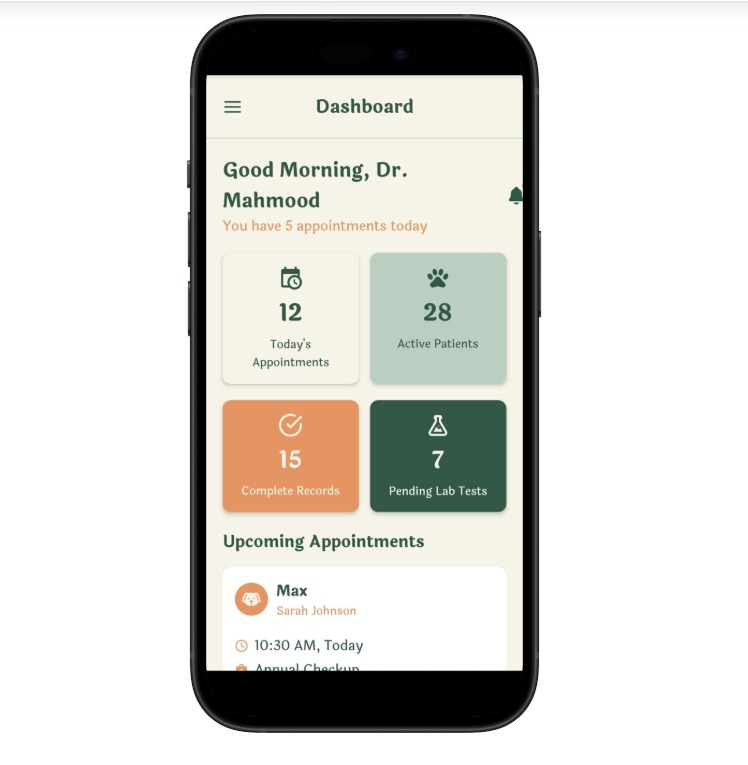 Dashboard
Good Morning, Dr.
Mahmood
You have 5 appointments today
12
Today's
Appointments
28
Active Patients
15
Complete Records
7
Pending Lab Tests
Upcoming Appointments
Max
Sarah Johnson
10:30 AM, Today
Annual Checkup